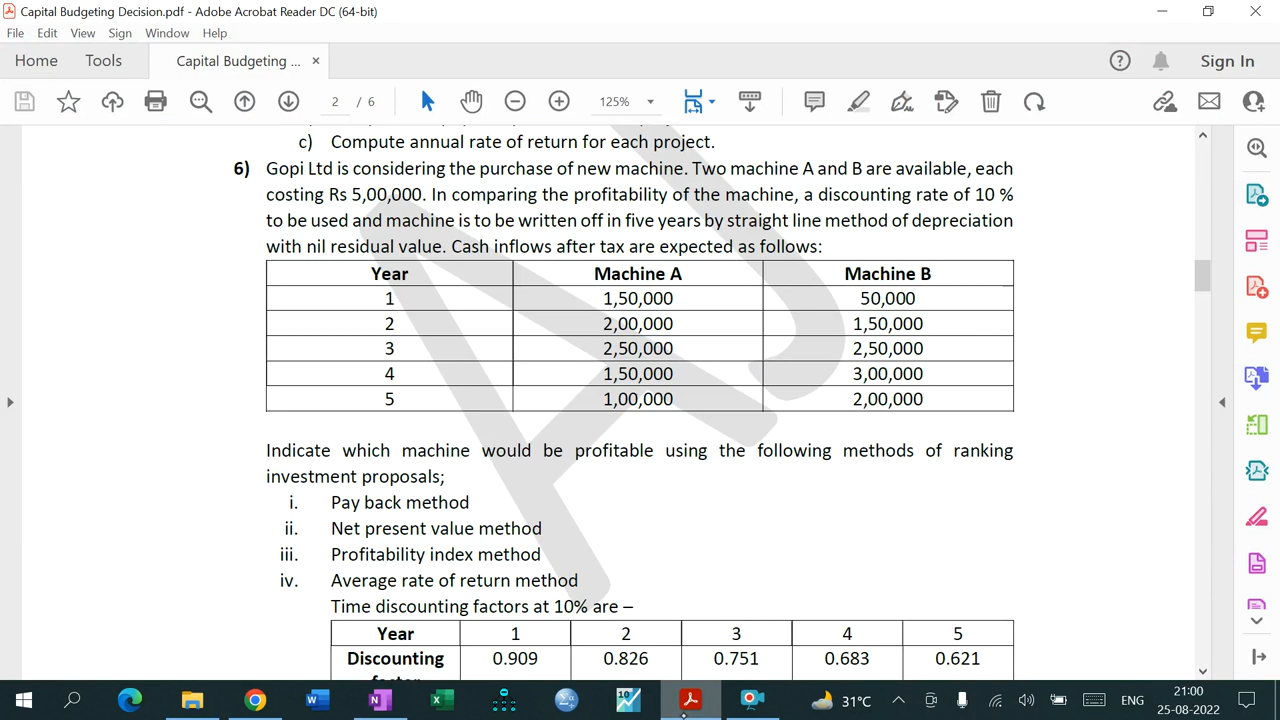 Capital Budgeting Decision.pdf - Adobe Acrobat Reader DC (64-bit)
File Edit View Sign Window Help
Home Tools Capital Budgeting ... × ? Sign In
2 / 6 125%
c) Compute annual rate of return for each project.
6) Gopi Ltd is considering the purchase of new machine. Two machine A and B are available, each
costing Rs 5,00,000. In comparing the profitability of the machine, a discounting rate of 10 %
to be used and machine is to be written off in five years by straight line method of depreciation
with nil residual value. Cash inflows after tax are expected as follows:
Year Machine A Machine B
1 1,50,000 50,000
2 2,00,000 1,50,000
3 2,50,000 2,50,000
4 1,50,000 3,00,000
5 1,00,000 2,00,000
Indicate which machine would be profitable using the following methods of ranking
investment proposals;
i. Pay back method
ii. Net present value method
iii. Profitability index method
iv. Average rate of return method
Time discounting factors at 10% are –
Year 1 2 3 4 5
Discounting 0.909 0.826 0.751 0.683 0.621
31°C ENG 21:00
25-08-2022